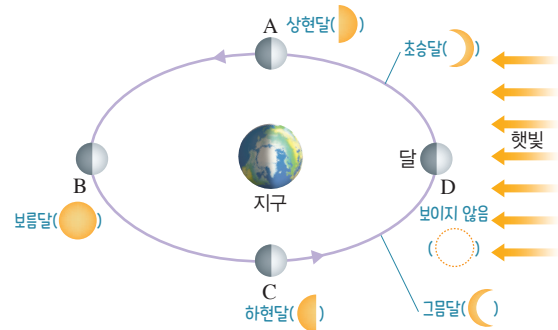 A
상현달( )
초승달( )
햇빛
달
D
B
지구
보이지 않음
( )
보름달( )
C
하현달( )
그믐달( )